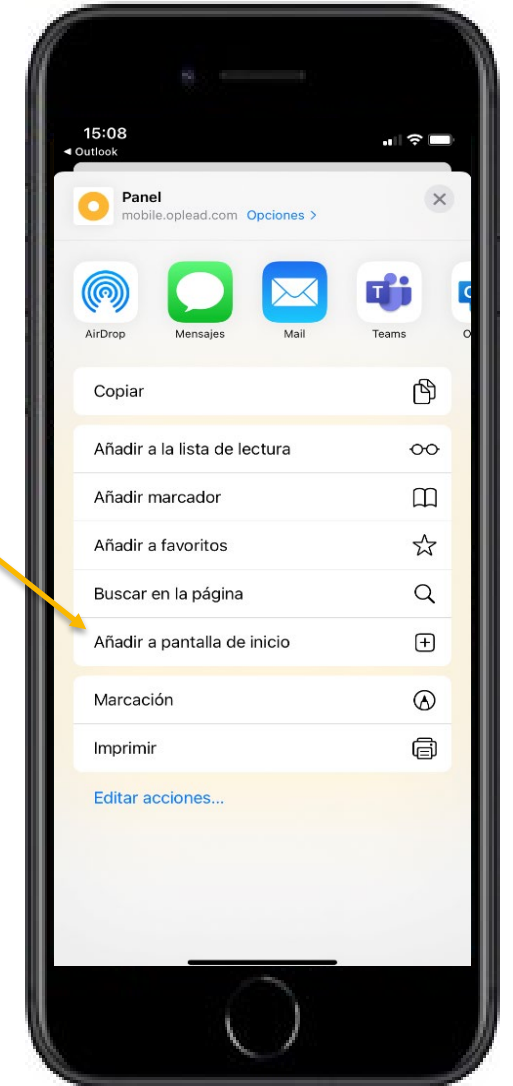 15:08
◀ Outlook
Panel
mobile.oplead.com Opciones >
AirDrop Mensajes Mail Teams O
Copiar
Añadir a la lista de lectura
Añadir marcador
Añadir a favoritos
Buscar en la página
Añadir a pantalla de inicio
Marcación
Imprimir
Editar acciones...